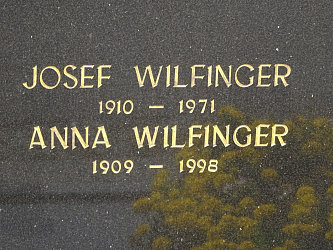 JOSEF WILFINGER
1910 – 1971
ANNA WILFINGER
1909 – 1998